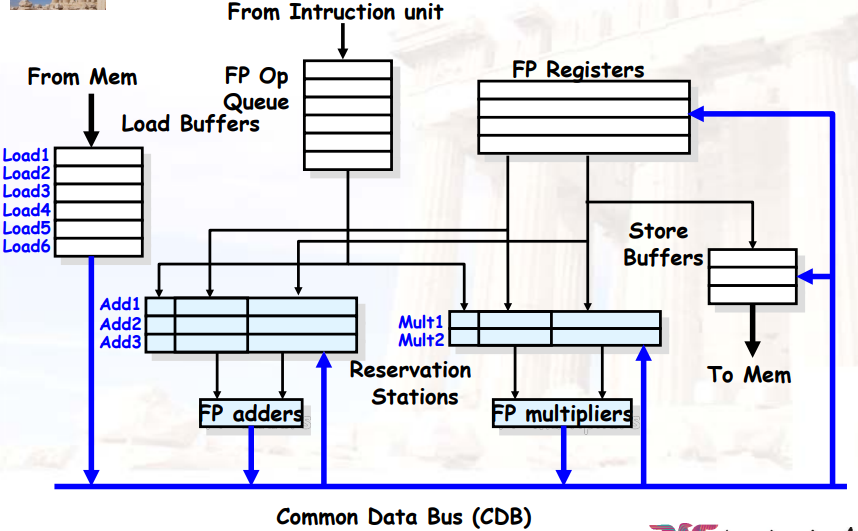 From Intruction unit
From Mem
FP Op
Queue
FP Registers
Load Buffers
Load1
Load2
Load3
Load4
Load5
Load6
Store
Buffers
Add1
Add2
Add3
Mult1
Mult2
Reservation
Stations
To Mem
FP adders
FP multipliers
Common Data Bus (CDB)